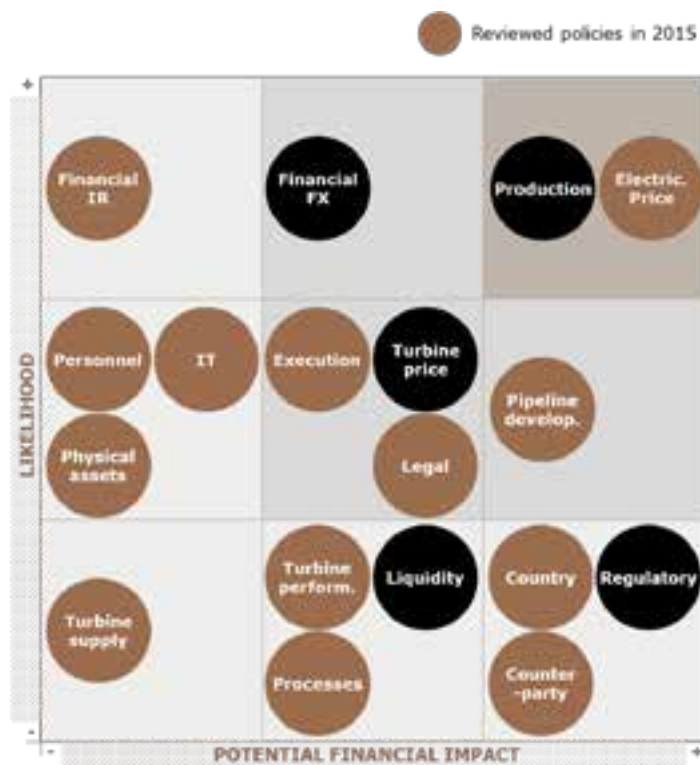 Reviewed policies in 2015
+
Financial
IR
Financial
FX
Production
Electric.
Price
LIKELIHOOD
Personnel
IT
Execution
Turbine
price
Pipeline
develop.
Physical
assets
Legal
Turbine
perform.
Liquidity
Country
Regulatory
Turbine
supply
Processes
Counter
-party
-
-
POTENTIAL FINANCIAL IMPACT
+